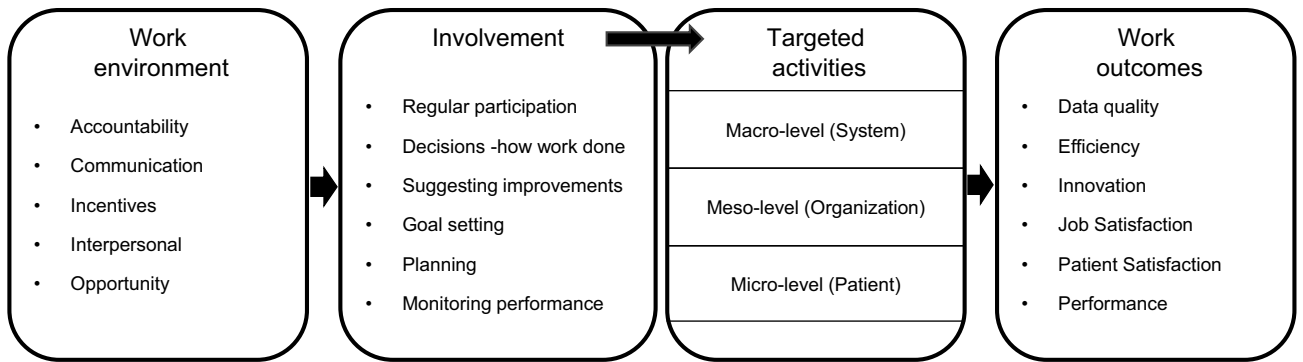 Work
environment
• Accountability
• Communication
• Incentives
• Interpersonal
• Opportunity
Involvement
• Regular participation
• Decisions -how work done
• Suggesting improvements
• Goal setting
• Planning
• Monitoring performance
Targeted
activities
Macro-level (System)
Meso-level (Organization)
Micro-level (Patient)
Work
outcomes
• Data quality
• Efficiency
• Innovation
• Job Satisfaction
• Patient Satisfaction
• Performance